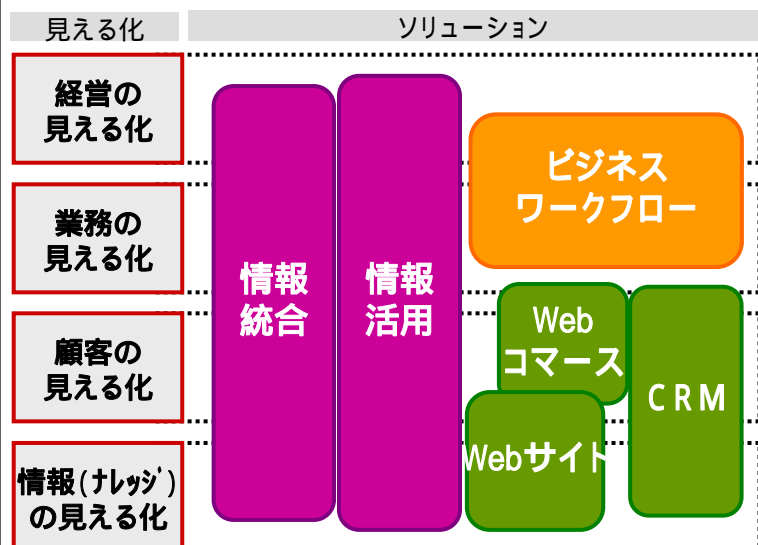 見える化
ソリューション
経営の
見える化
業務の
見える化
顧客の
見える化
情報(ナレッジ)
の見える化
情報
統合
情報
活用
ビジネス
ワークフロー
Web
コマース
Webサイト
CRM